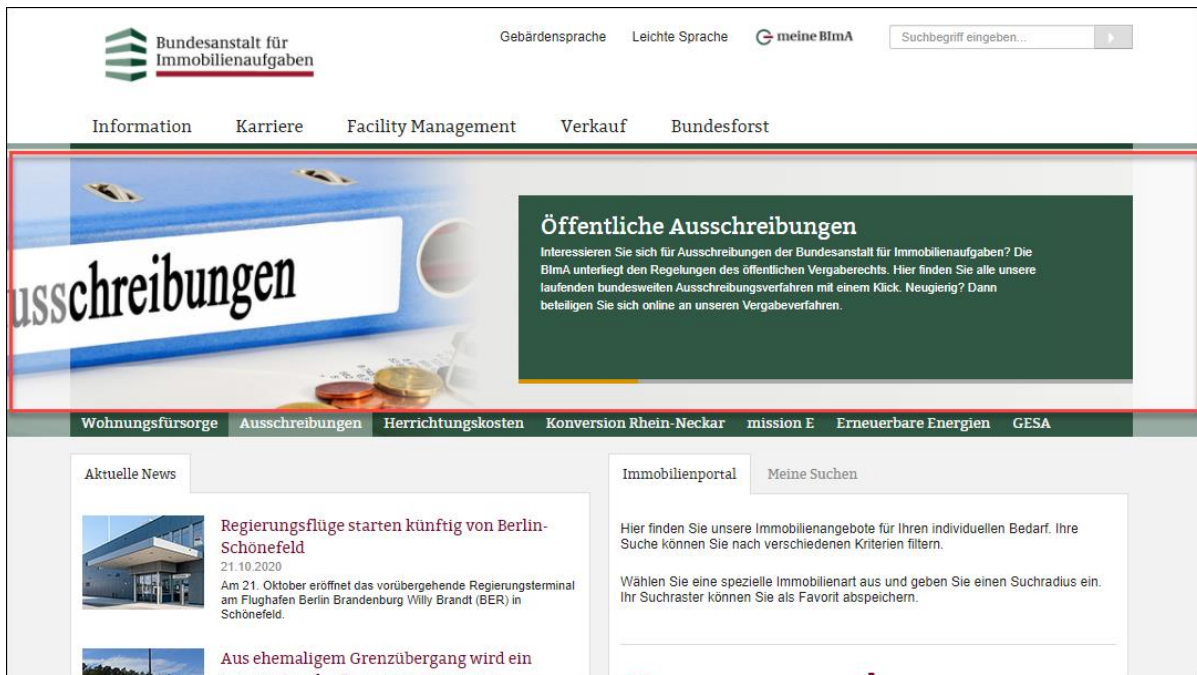 Bundesanstalt für
Immobilienaufgaben
Gebärdensprache Leichte Sprache meine BImA Suchbegriff eingeben...
Information Karriere Facility Management Verkauf Bundesforst
usschreibungen
Öffentliche Ausschreibungen
Interessieren Sie sich für Ausschreibungen der Bundesanstalt für Immobilienaufgaben? Die
BImA unterliegt den Regelungen des öffentlichen Vergaberechts. Hier finden Sie alle unsere
laufenden bundesweiten Ausschreibungsverfahren mit einem Klick. Neugierig? Dann
beteiligen Sie sich online an unseren Vergabeverfahren.
Wohnungsfürsorge Ausschreibungen Herrichtungskosten Konversion Rhein-Neckar mission E Erneuerbare Energien GESA
Aktuelle News
Regierungsflüge starten künftig von Berlin-
Schönefeld
21.10.2020
Am 21. Oktober eröffnet das vorübergehende Regierungsterminal
am Flughafen Berlin Brandenburg Willy Brandt (BER) in
Schönefeld.
Aus ehemaligem Grenzübergang wird ein
Immobilienportal Meine Suchen
Hier finden Sie unsere Immobilienangebote für Ihren individuellen Bedarf. Ihre
Suche können Sie nach verschiedenen Kriterien filtern.
Wählen Sie eine spezielle Immobilienart aus und geben Sie einen Suchradius ein.
Ihr Suchraster können Sie als Favorit abspeichern.